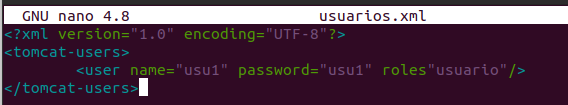 GNU nano 4.8 usuarios.xml
<?xml version="1.0" encoding="UTF-8"?>
<tomcat-users>
<user name="usu1" password="usu1" roles"usuario"/>
</tomcat-users>